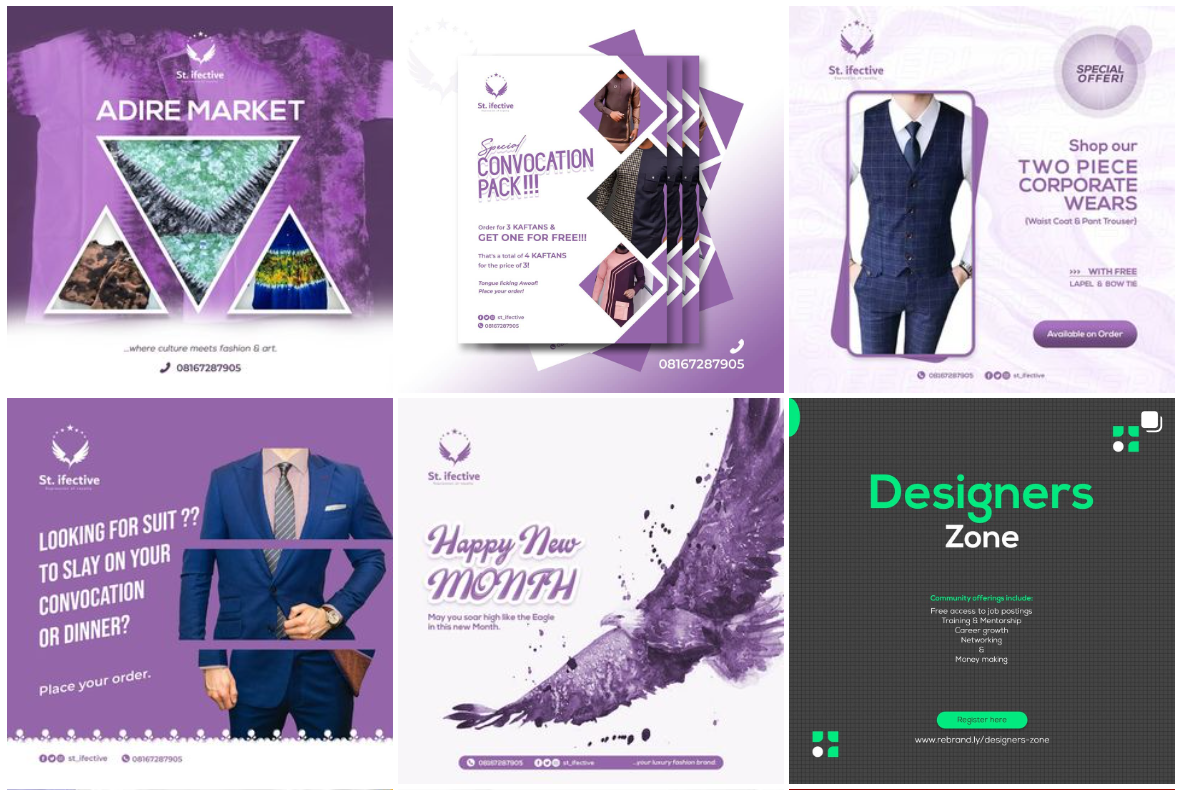 St. ifective
ADIRE MARKET
...where culture meets fashion & art.
08167287905
St. ifective
Special
CONVOCATION
PACK!!!
Order for 3 KAFTANS &
GET ONE FOR FREE!!!
That's a total of 4 KAFTANS
for the price of 3!
Tongue licking Awoof!
Place your order!
st_ifective
08167287905
08167287905
St. ifective
SPECIAL
OFFER!
Shop our
TWO PIECE
CORPORATE
WEARS
(Waist Coat & Pant Trouser)
››› WITH FREE
LAPEL & BOW TIE
Available on Order
08167287905 st_ifective
St. ifective
LOOKING FOR SUIT ??
TO SLAY ON YOUR
CONVOCATION
OR DINNER?
Place your order.
st_ifective 08167287905
St. ifective
Happy New
MONTH
May you soar high like the Eagle
in this new Month.
08167287905 st_ifective ...your luxury fashion brand
Designers
Zone
Community offerings include:
Free access to job postings
Training & Mentorship
Career growth
Networking
&
Money making
Register here
www.rebrand.ly/designers-zone